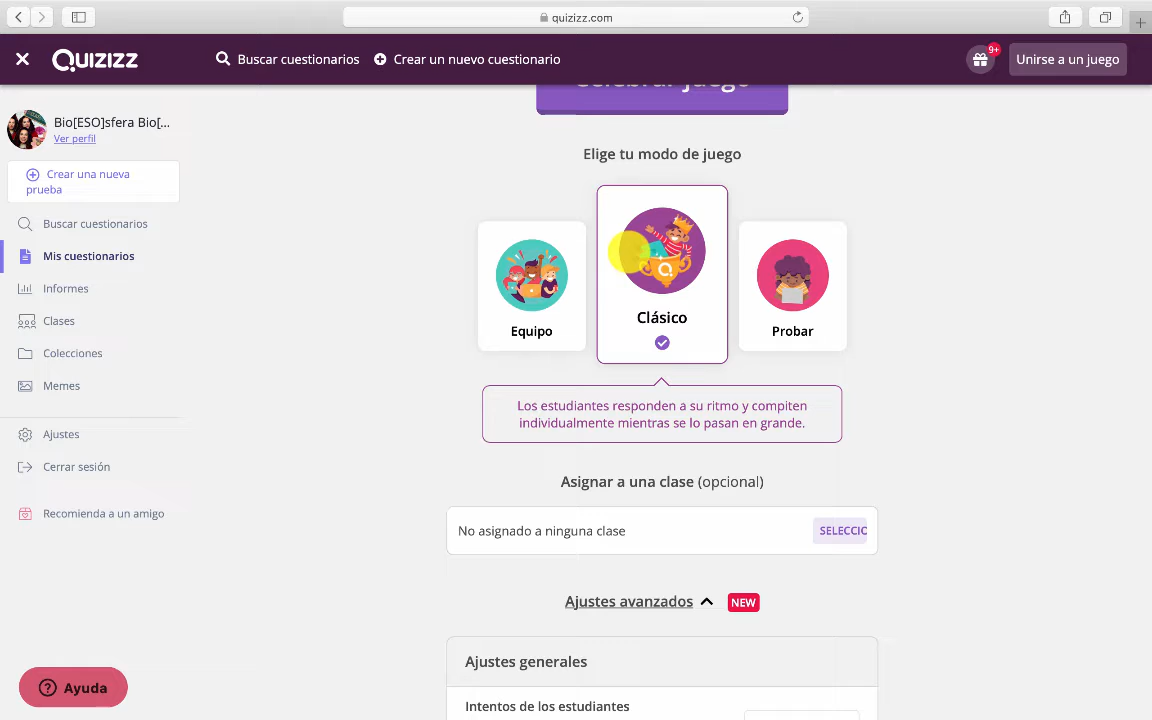 quizizz.com
QUIZIZZ
Buscar cuestionarios
Crear un nuevo cuestionario
9+
Unirse a un juego
Bio[ESO]sfera Bio[...
Ver perfil
Crear una nueva
prueba
Buscar cuestionarios
Mis cuestionarios
Informes
Clases
Colecciones
Memes
Ajustes
Cerrar sesión
Recomienda a un amigo
Ayuda
Celebrar juego
Elige tu modo de juego
Equipo
Clásico
Probar
Los estudiantes responden a su ritmo y compiten
individualmente mientras se lo pasan en grande.
Asignar a una clase (opcional)
No asignado a ninguna clase
SELECCIO
Ajustes avanzados
NEW
Ajustes generales
Intentos de los estudiantes